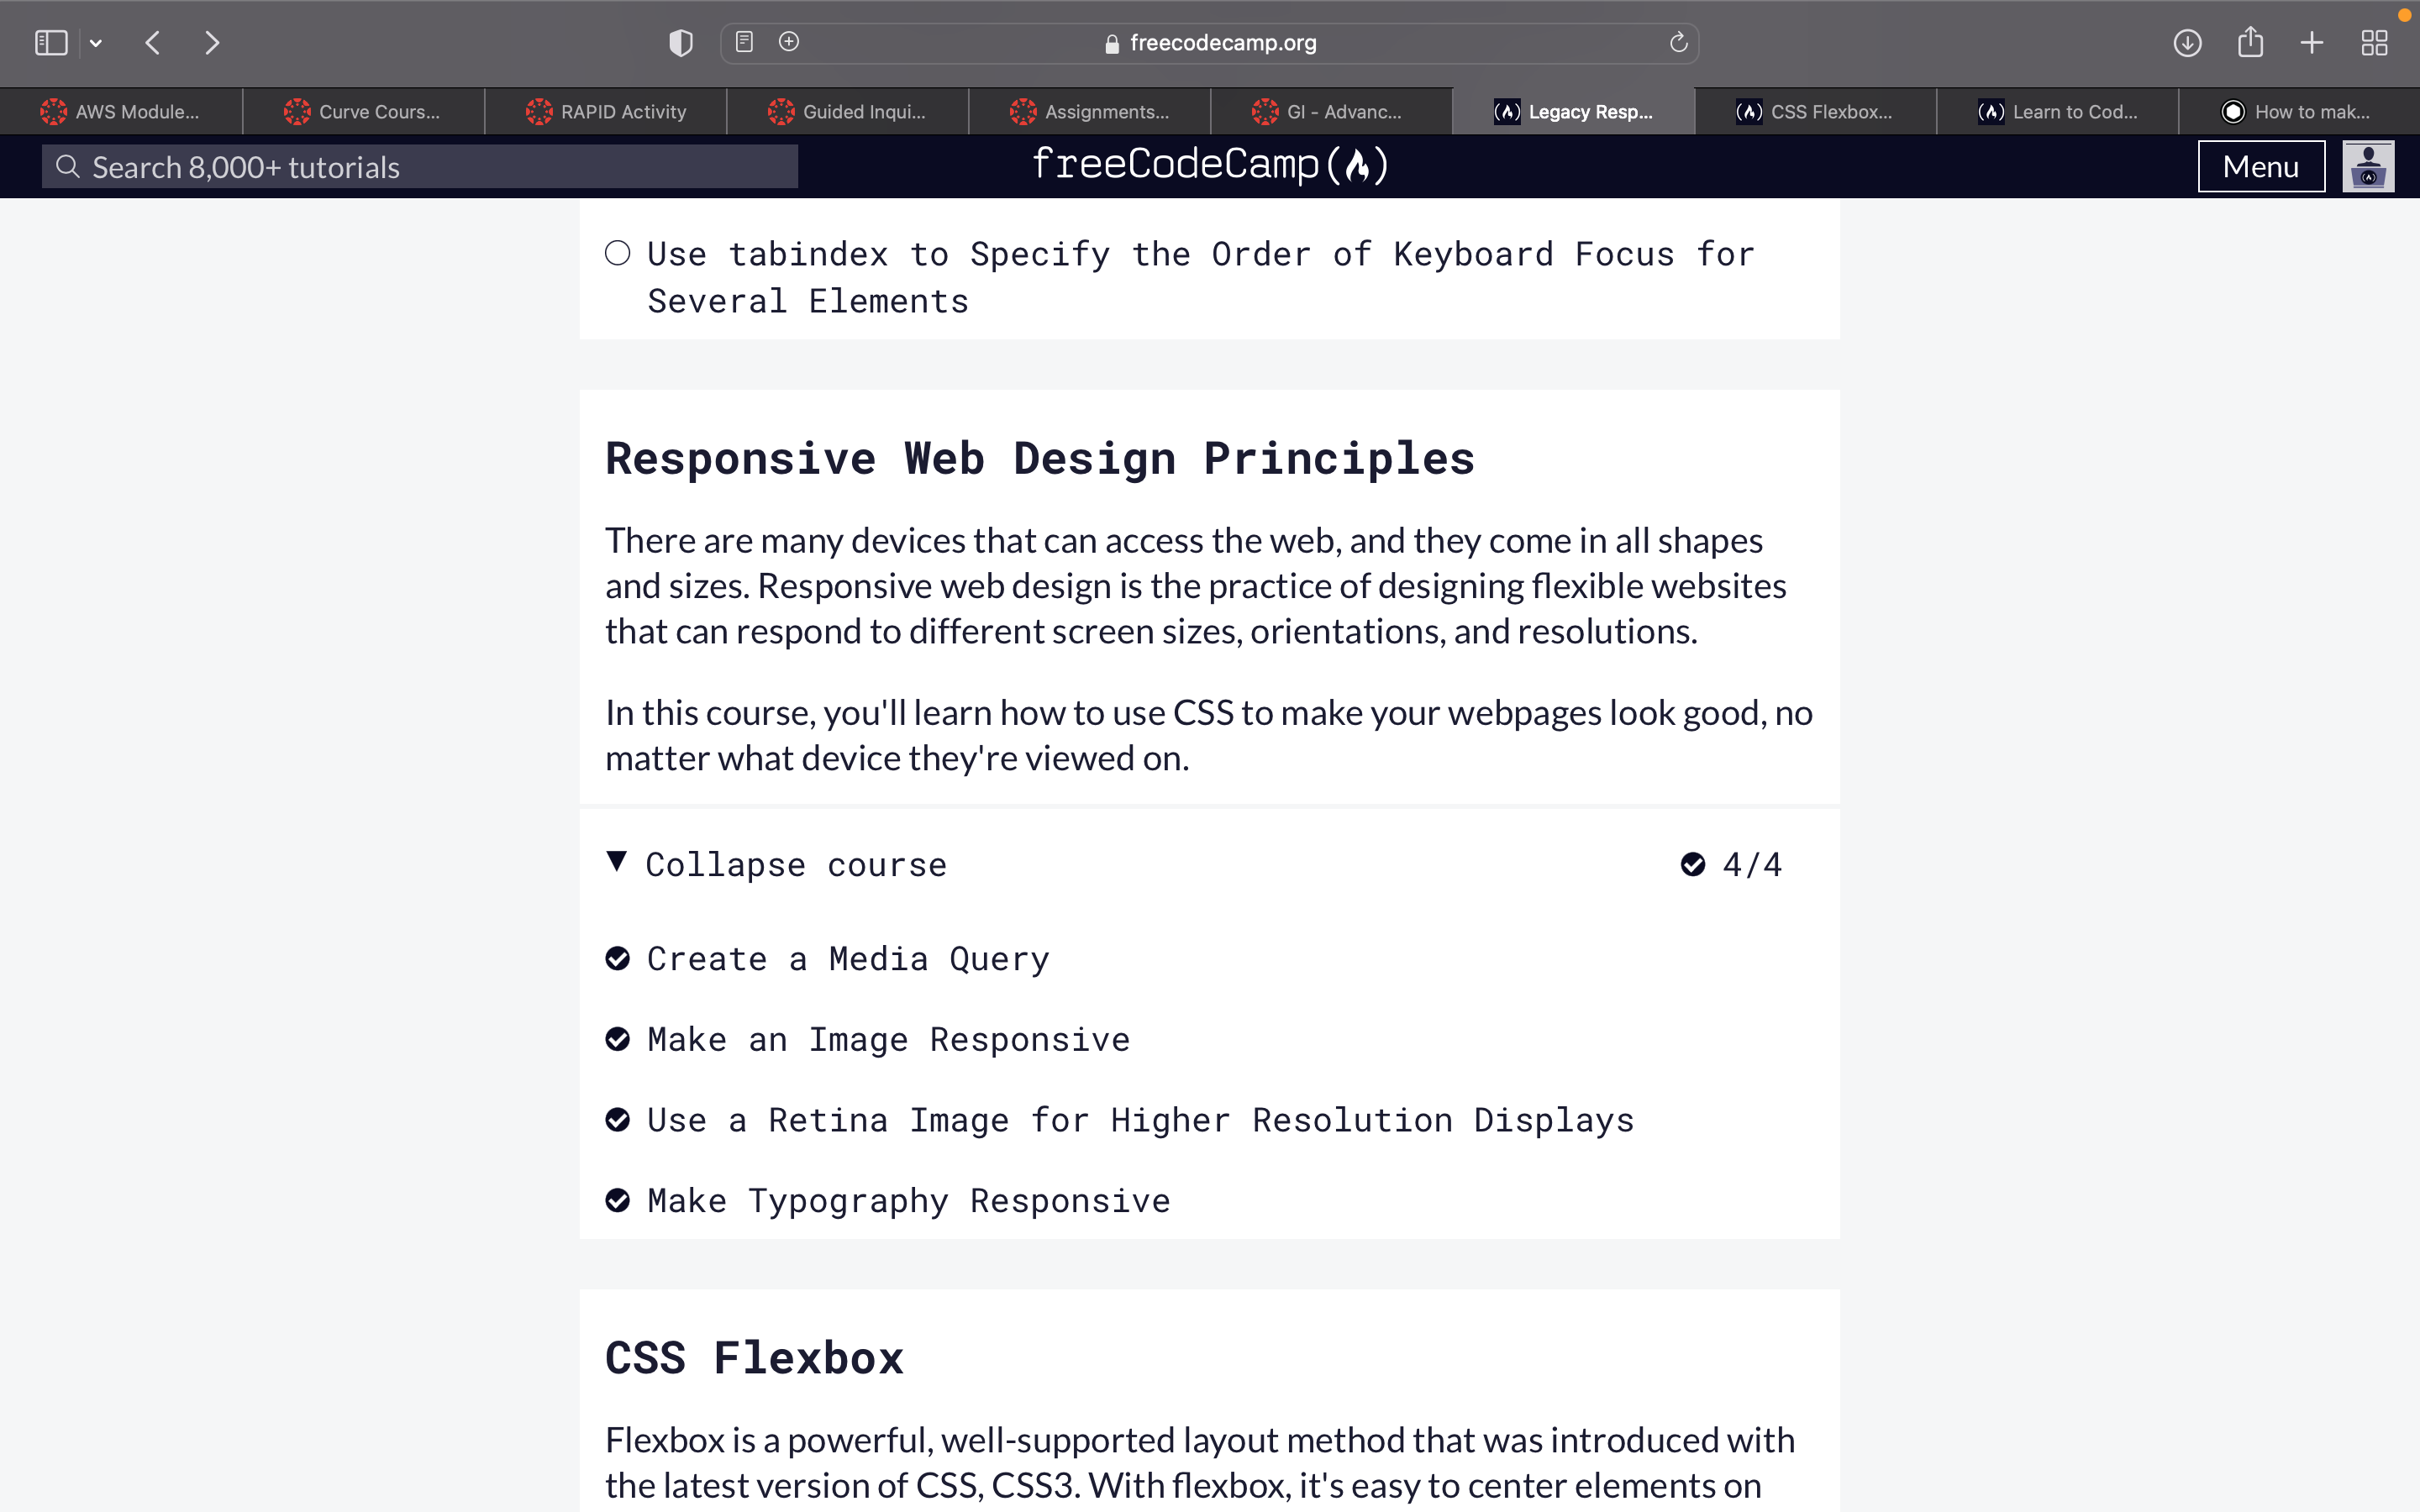 freecodecamp.org
AWS Module...
Curve Cours...
RAPID Activity
Guided Inqui...
Assignments...
GI - Advanc...
Legacy Resp...
CSS Flexbox...
Learn to Cod...
How to mak...
Search 8,000+ tutorials
freeCodeCamp
Menu
Use tabindex to Specify the Order of Keyboard Focus for
Several Elements
Responsive Web Design Principles
There are many devices that can access the web, and they come in all shapes
and sizes. Responsive web design is the practice of designing flexible websites
that can respond to different screen sizes, orientations, and resolutions.
In this course, you'll learn how to use CSS to make your webpages look good, no
matter what device they're viewed on.
Collapse course
4/4
Create a Media Query
Make an Image Responsive
Use a Retina Image for Higher Resolution Displays
Make Typography Responsive
CSS Flexbox
Flexbox is a powerful, well-supported layout method that was introduced with
the latest version of CSS, CSS3. With flexbox, it's easy to center elements on